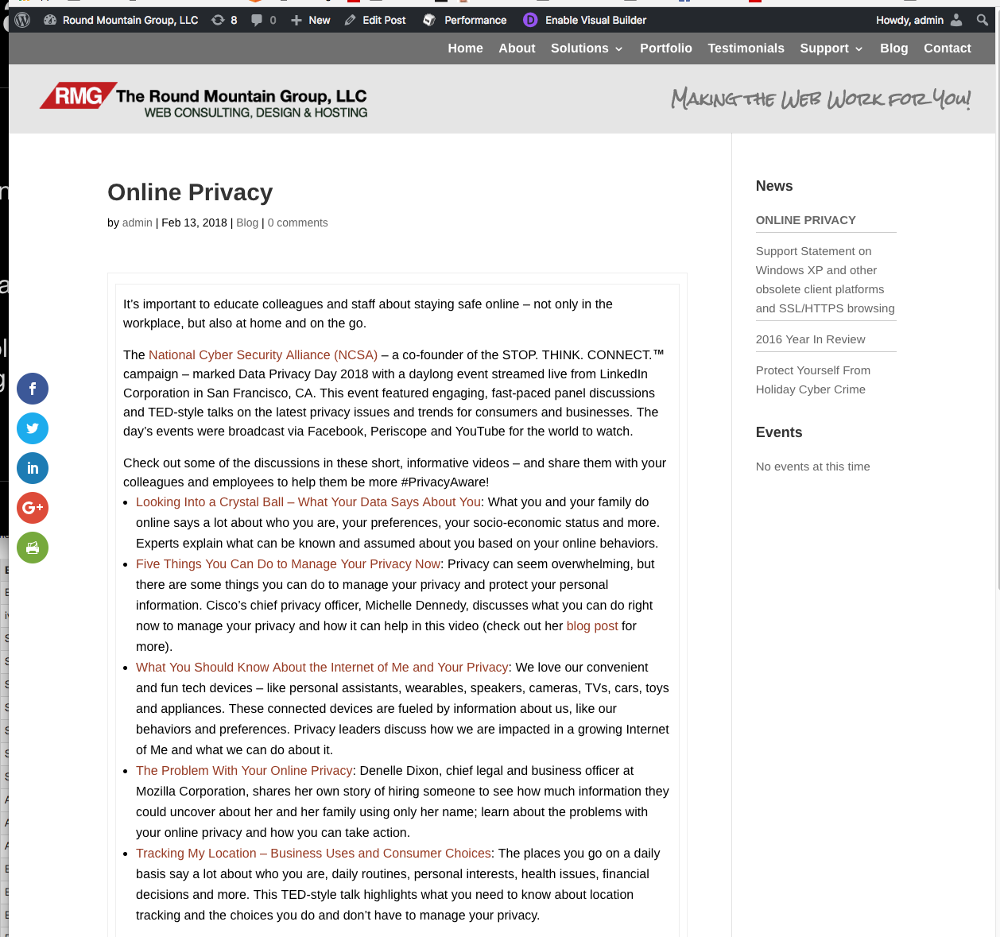 Round Mountain Group, LLC 8 0 New Edit Post Performance Enable Visual Builder Howdy, admin
Home About Solutions Portfolio Testimonials Support Blog Contact
RMG The Round Mountain Group, LLC
WEB CONSULTING, DESIGN & HOSTING
Making the Web Work for You!
Online Privacy
by admin | Feb 13, 2018 | Blog | 0 comments
It’s important to educate colleagues and staff about staying safe online – not only in the
workplace, but also at home and on the go.
The National Cyber Security Alliance (NCSA) – a co-founder of the STOP. THINK. CONNECT.™
campaign – marked Data Privacy Day 2018 with a daylong event streamed live from LinkedIn
Corporation in San Francisco, CA. This event featured engaging, fast-paced panel discussions
and TED-style talks on the latest privacy issues and trends for consumers and businesses. The
day’s events were broadcast via Facebook, Periscope and YouTube for the world to watch.
Check out some of the discussions in these short, informative videos – and share them with your
colleagues and employees to help them be more #PrivacyAware!
Looking Into a Crystal Ball – What Your Data Says About You: What you and your family do
online says a lot about who you are, your preferences, your socio-economic status and more.
Experts explain what can be known and assumed about you based on your online behaviors.
Five Things You Can Do to Manage Your Privacy Now: Privacy can seem overwhelming, but
there are some things you can do to manage your privacy and protect your personal
information. Cisco’s chief privacy officer, Michelle Dennedy, discusses what you can do right
now to manage your privacy and how it can help in this video (check out her blog post for
more).
What You Should Know About the Internet of Me and Your Privacy: We love our convenient
and fun tech devices – like personal assistants, wearables, speakers, cameras, TVs, cars, toys
and appliances. These connected devices are fueled by information about us, like our
behaviors and preferences. Privacy leaders discuss how we are impacted in a growing Internet
of Me and what we can do about it.
The Problem With Your Online Privacy: Denelle Dixon, chief legal and business officer at
Mozilla Corporation, shares her own story of hiring someone to see how much information they
could uncover about her and her family using only her name; learn about the problems with
your online privacy and how you can take action.
Tracking My Location – Business Uses and Consumer Choices: The places you go on a daily
basis say a lot about who you are, daily routines, personal interests, health issues, financial
decisions and more. This TED-style talk highlights what you need to know about location
tracking and the choices you do and don’t have to manage your privacy.
News
ONLINE PRIVACY
Support Statement on
Windows XP and other
obsolete client platforms
and SSL/HTTPS browsing
2016 Year In Review
Protect Yourself From
Holiday Cyber Crime
Events
No events at this time